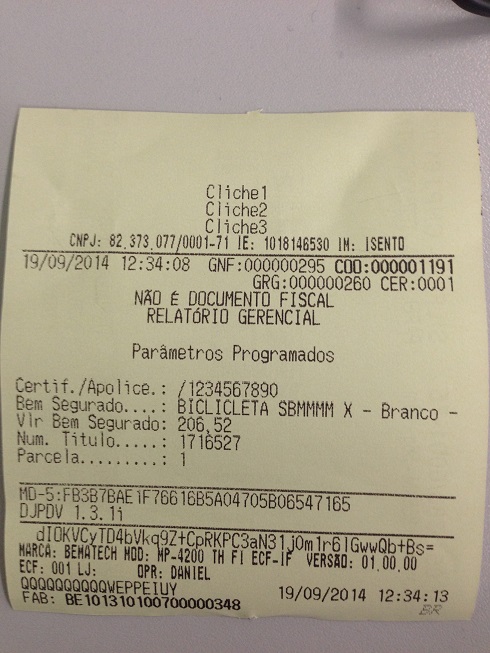 Cliche1
Cliche2
Cliche3
CNPJ: 82.373.077/0001-71 IE: 1018146530 IM: ISENTO
19/09/2014 12:34:08 GNF:000000295 COO:000001191
GRG:000000260 CER:0001
NÃO É DOCUMENTO FISCAL
RELATÓRIO GERENCIAL
Parâmetros Programados
Certif./Apolice.: /1234567890
Bem Segurado....: BICLICLETA SBMMMM X - Branco -
Vlr Bem Segurado: 206,52
Num. Titulo.....: 1716527
Parcela.........: 1
MD-5:FB3B7BAE1F76616B5A04705B06547165
DJPDV 1.3.1i
dIOKVCyTD4bVkq9Z+CpRKPC3aN31j0m1r6IGwwQb+Bs=
MARCA: BEMATECH MOD: MP-4200 TH FI ECF-IF VERSÃO: 01.00.00
ECF: 001 LJ: OPR: DANIEL
QQQQQQQQQQWEPPEIUY 19/09/2014 12:34:13
FAB: BE101310100700000348 BR